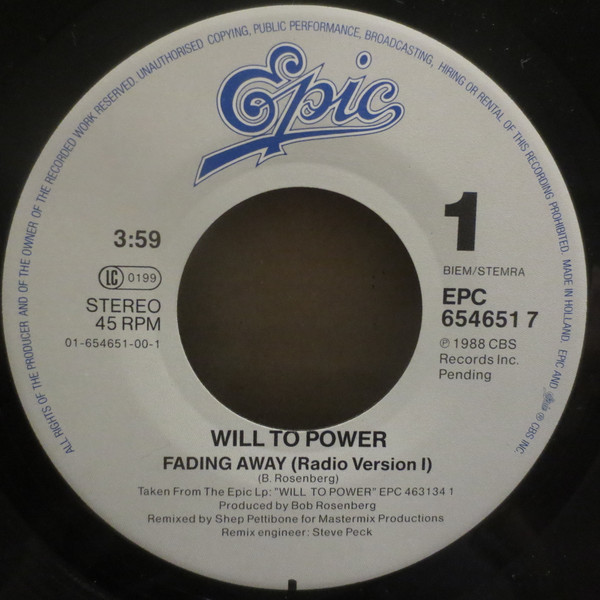 ALL RIGHTS OF THE PRODUCER AND OF THE OWNER OF THE RECORDED WORK RESERVED. UNAUTHORISED COPYING, PUBLIC PERFORMANCE, BROADCASTING, HIRING OR RENTAL OF THIS RECORDING PROHIBITED. MADE IN HOLLAND. EPIC AND Epic ® CBS INC.
Epic
3:59
LC 0199
STEREO
45 RPM
01-654651-00-1
1
BIEM/STEMRA
EPC
654651 7
℗ 1988 CBS
Records Inc.
Pending
WILL TO POWER
FADING AWAY (Radio Version I)
(B. Rosenberg)
Taken From The Epic Lp: "WILL TO POWER" EPC 463134 1
Produced by Bob Rosenberg
Remixed by Shep Pettibone for Mastermix Productions
Remix engineer: Steve Peck